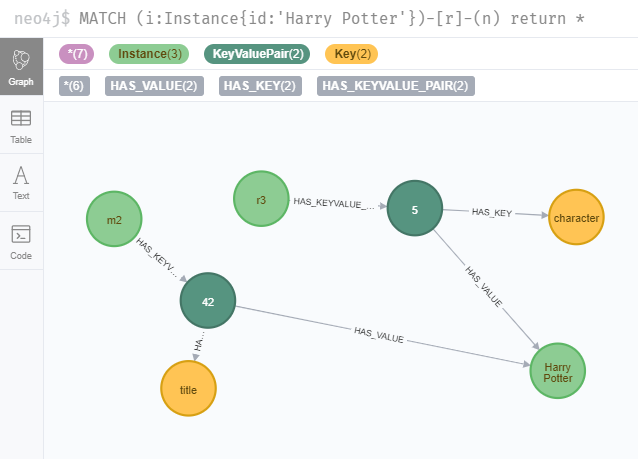 neo4j$ MATCH (i:Instance{id:'Harry Potter'})-[r]-(n) return *
*(7) Instance(3) KeyValuePair(2) Key(2)
*(6) HAS_VALUE(2) HAS_KEY(2) HAS_KEYVALUE_PAIR(2)
Graph
Table
Text
Code
m2
r3
HAS_KEYVALUE_...
5
HAS_KEY
character
HAS_KEYV...
42
HAS_VALUE
HAS_VALUE
HA...
title
Harry
Potter